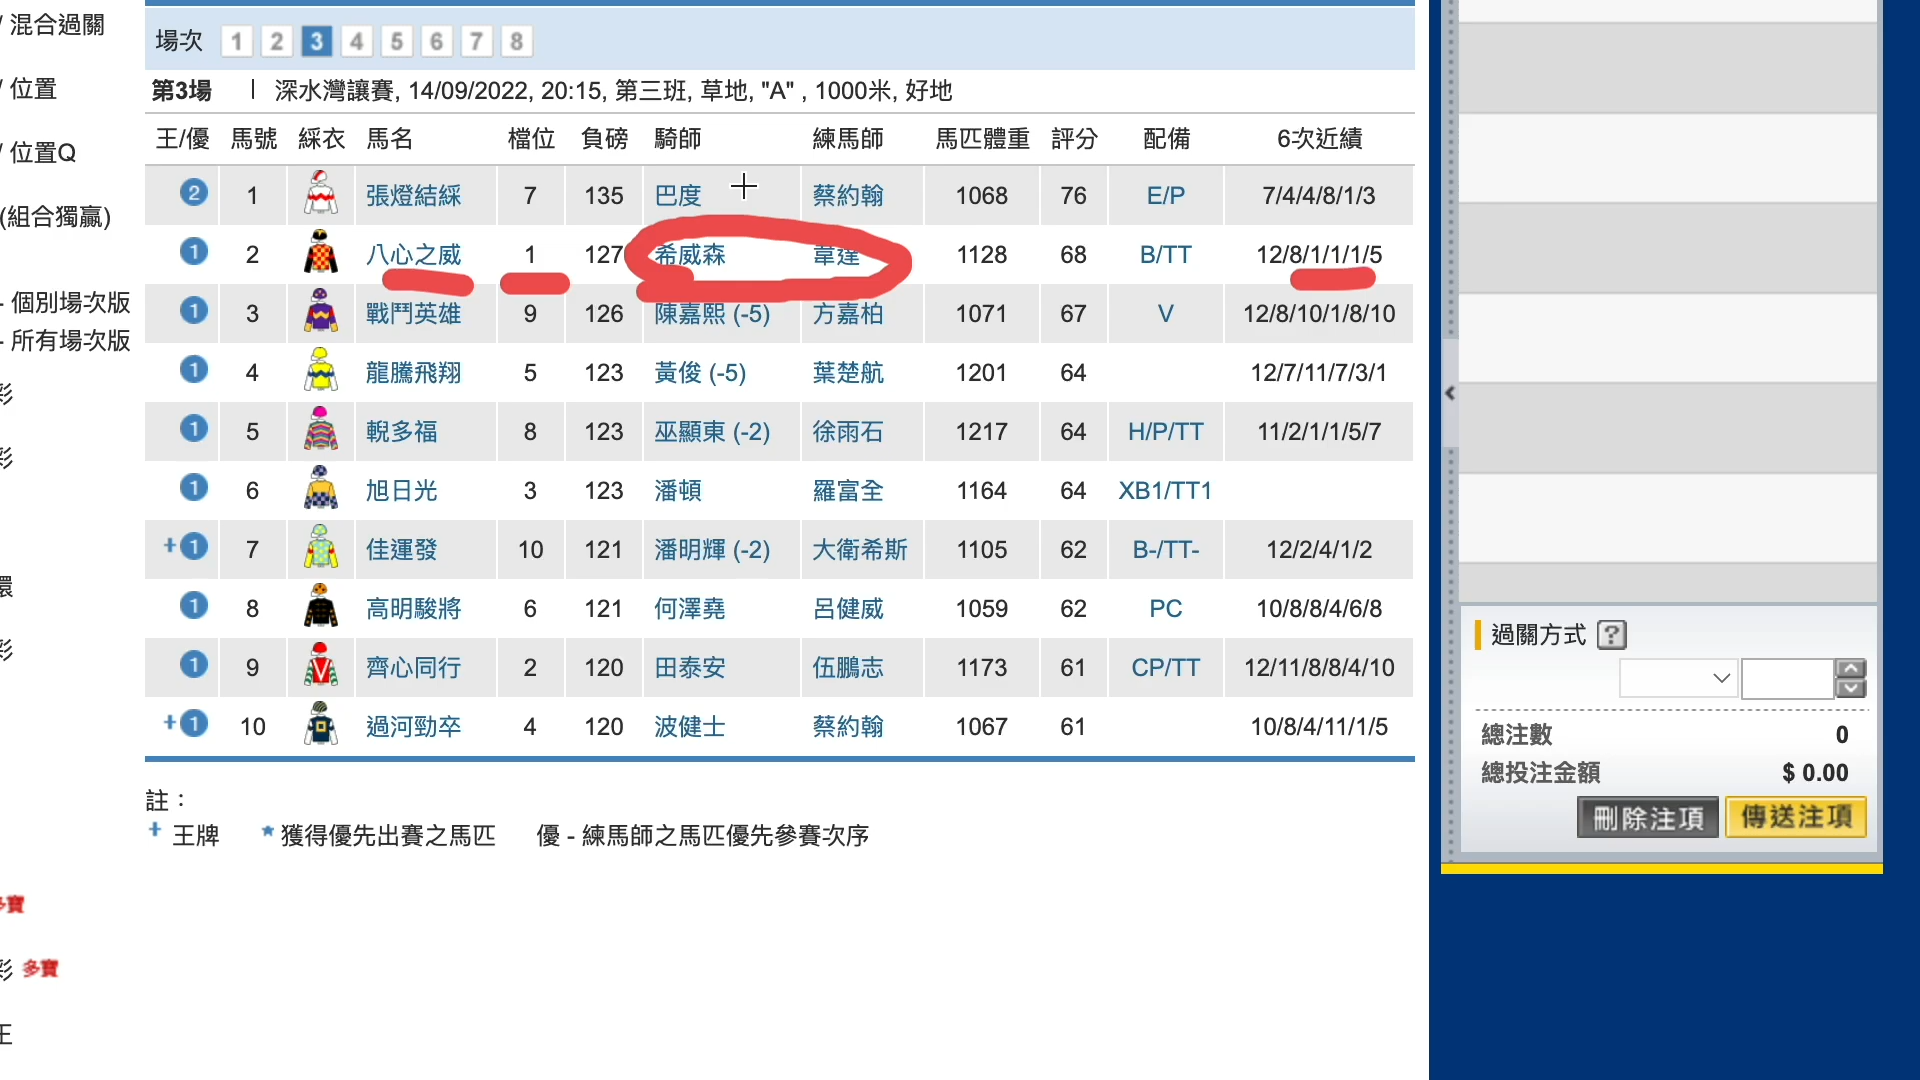 / 混合過關
/ 位置
/ 位置Q
(組合獨贏)
- 個別場次版
- 所有場次版
彩
彩
彩
多寶
彩 多寶
王
場次 1 2 3 4 5 6 7 8
第3場 | 深水灣讓賽, 14/09/2022, 20:15, 第三班, 草地, "A" , 1000米, 好地
王/優 馬號 綵衣 馬名 檔位 負磅 騎師 練馬師 馬匹體重 評分 配備 6次近績
2 1 張燈結綵 7 135 巴度 蔡約翰 1068 76 E/P 7/4/4/8/1/3
1 2 八心之威 1 127 希威森 韋達 1128 68 B/TT 12/8/1/1/1/5
1 3 戰鬥英雄 9 126 陳嘉熙 (-5) 方嘉柏 1071 67 V 12/8/10/1/8/10
1 4 龍騰飛翔 5 123 黃俊 (-5) 葉楚航 1201 64 12/7/11/7/3/1
1 5 輗多福 8 123 巫顯東 (-2) 徐雨石 1217 64 H/P/TT 11/2/1/1/5/7
1 6 旭日光 3 123 潘頓 羅富全 1164 64 XB1/TT1
+ 1 7 佳運發 10 121 潘明輝 (-2) 大衛希斯 1105 62 B-/TT- 12/2/4/1/2
1 8 高明駿將 6 121 何澤堯 呂健威 1059 62 PC 10/8/8/4/6/8
1 9 齊心同行 2 120 田泰安 伍鵬志 1173 61 CP/TT 12/11/8/8/4/10
+ 1 10 過河勁卒 4 120 波健士 蔡約翰 1067 61 10/8/4/11/1/5
註：
+ 王牌 * 獲得優先出賽之馬匹 優 - 練馬師之馬匹優先參賽次序
過關方式 ?
總注數 0
總投注金額 $ 0.00
刪除注項 傳送注項